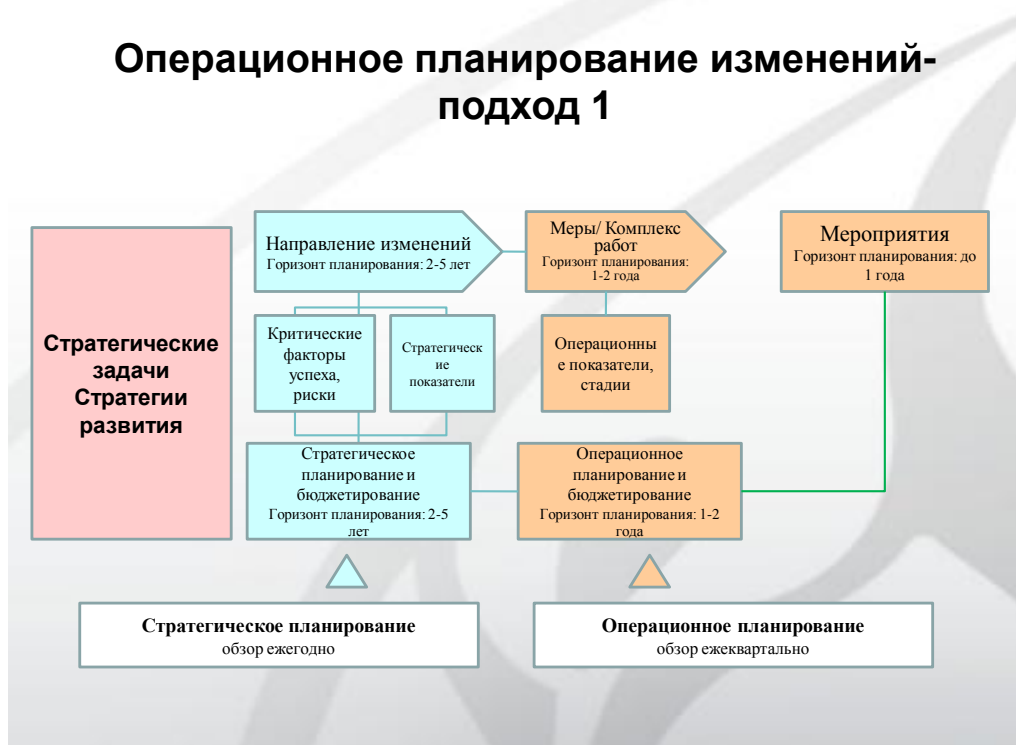 Операционное планирование изменений-
подход 1
Стратегические
задачи
Стратегии
развития
Направление изменений
Горизонт планирования: 2-5 лет
Меры/ Комплекс
работ
Горизонт планирования:
1-2 года
Мероприятия
Горизонт планирования: до
1 года
Критические
факторы
успеха,
риски
Стратегическ
ие
показатели
Операционны
е показатели,
стадии
Стратегическое
планирование и
бюджетирование
Горизонт планирования: 2-5
лет
Операционное
планирование и
бюджетирование
Горизонт планирования: 1-2
года
Стратегическое планирование
обзор ежегодно
Операционное планирование
обзор ежеквартально